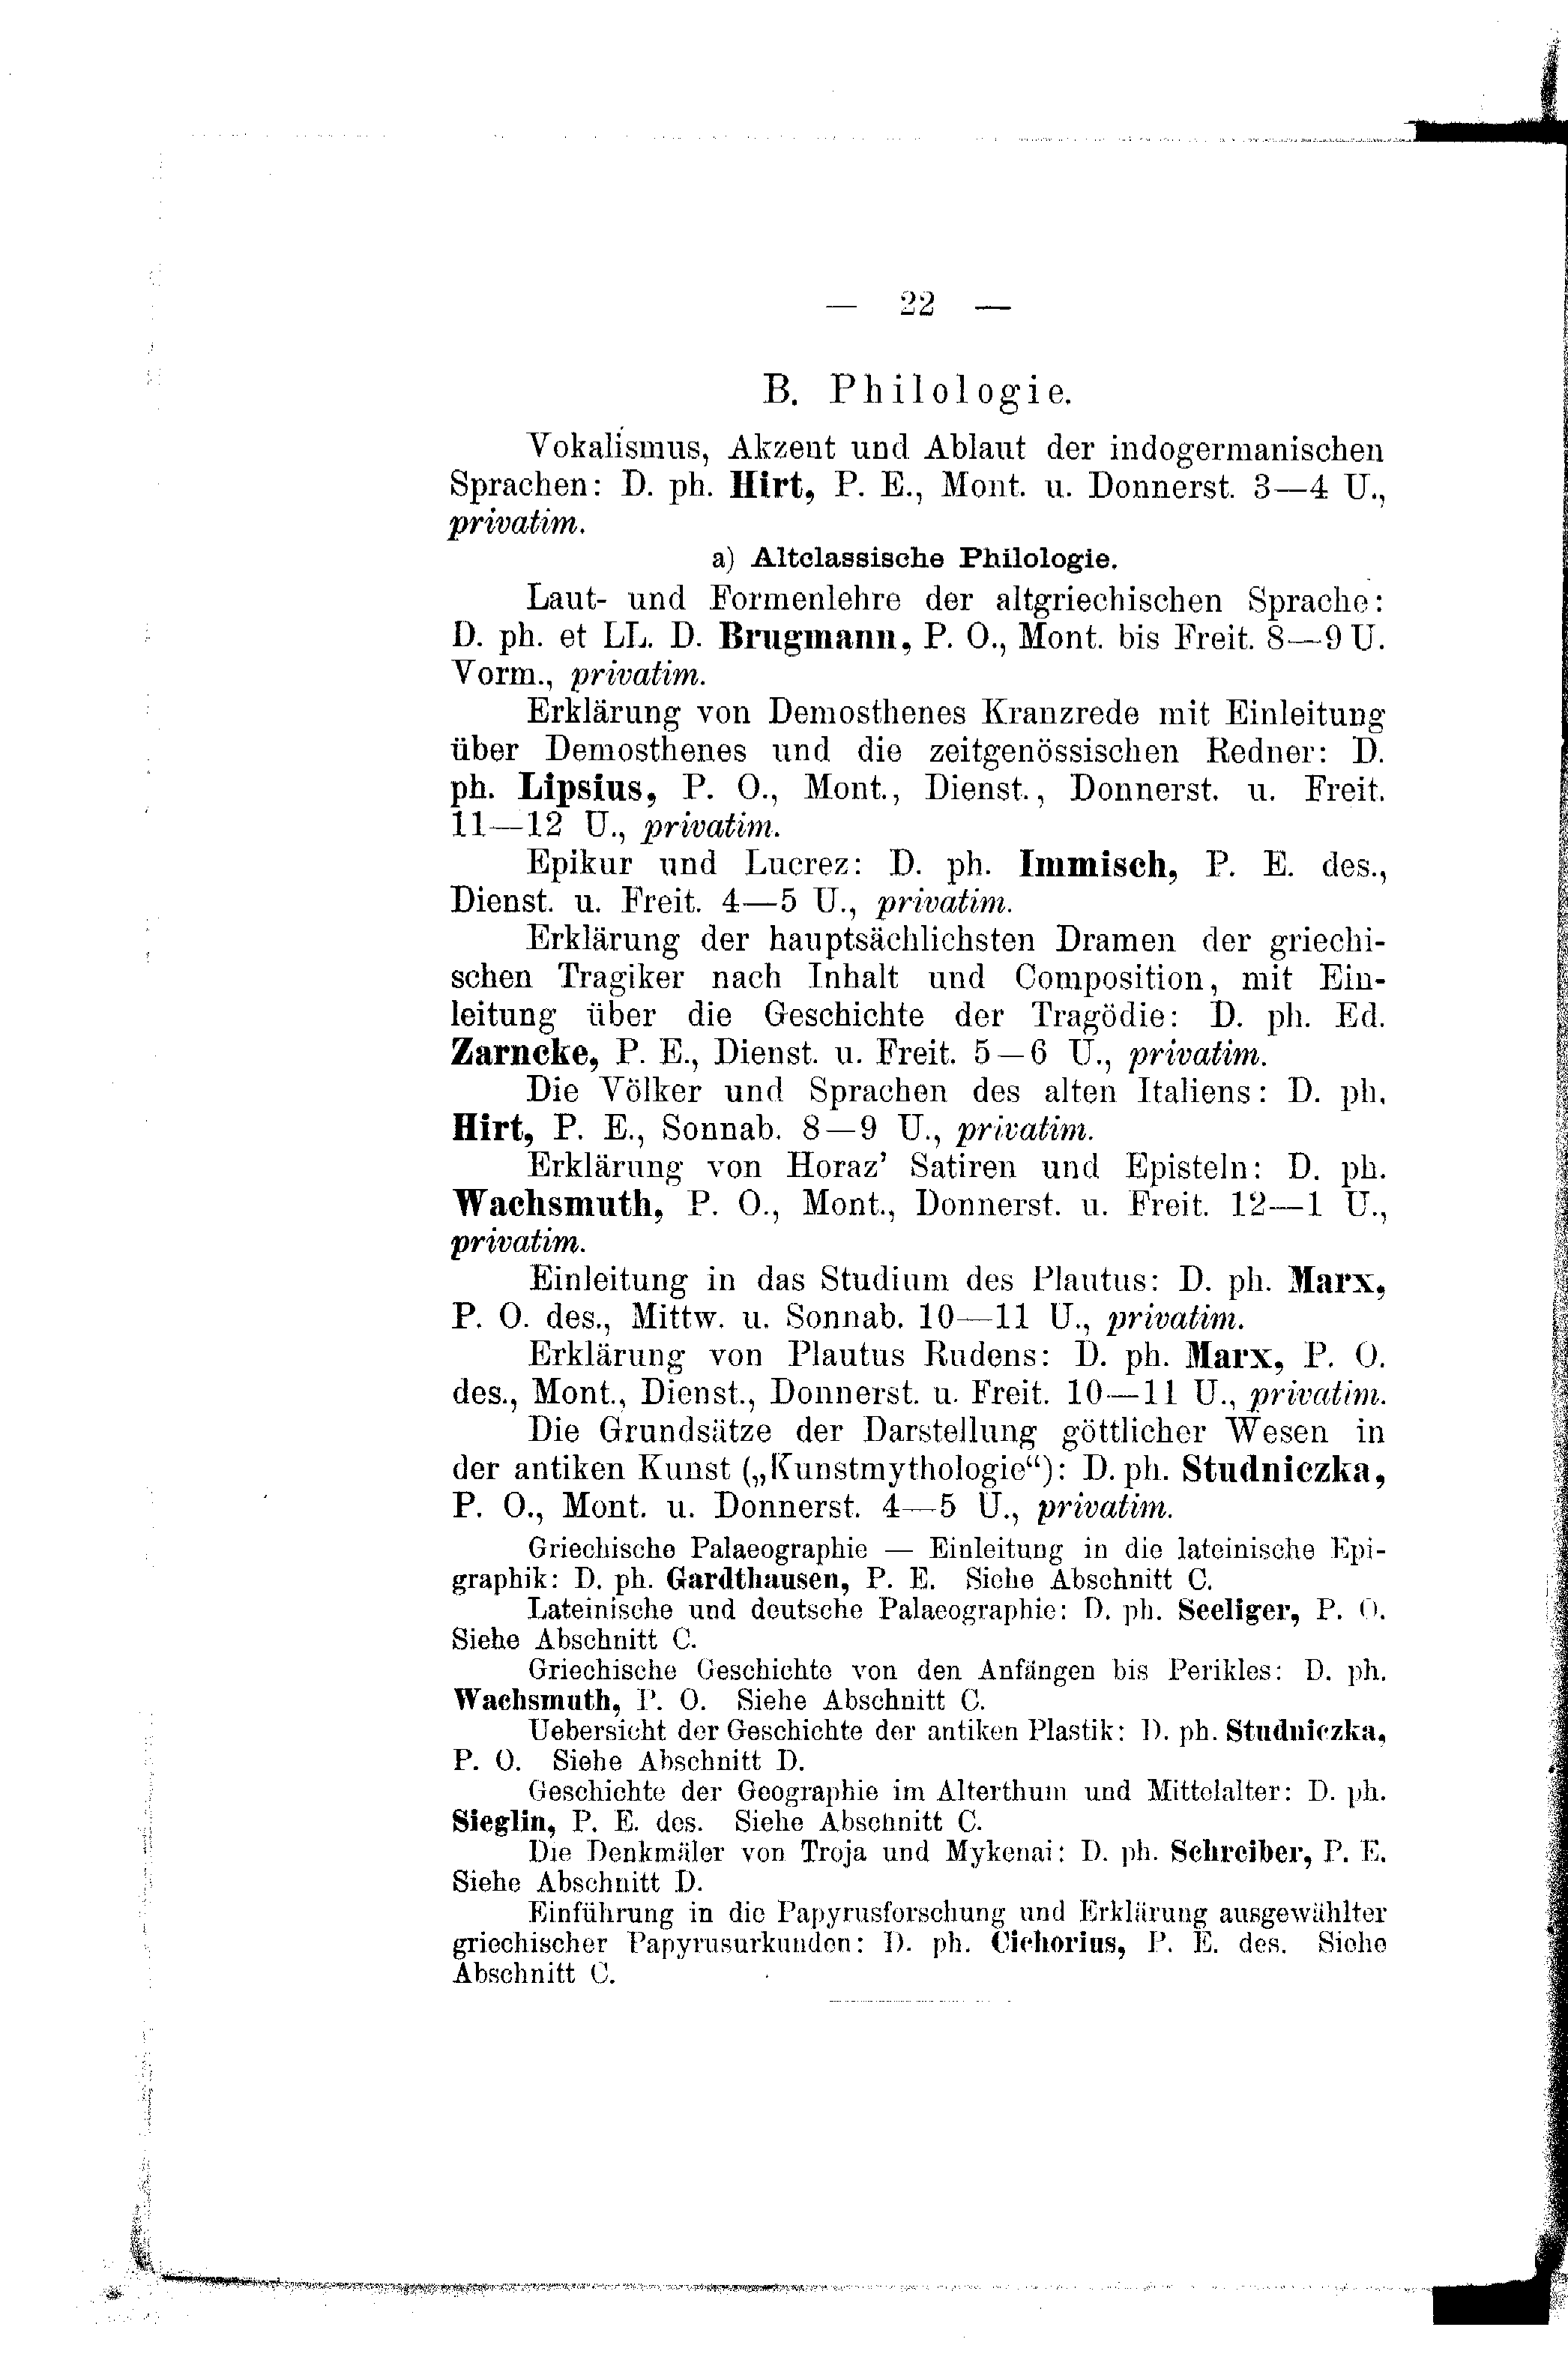 — 22 —
B. Philologie.
Vokalismus, Akzent und Ablaut der indogermanischen
Sprachen: D. ph. Hirt, P. E., Mont. u. Donnerst. 3—4 U.,
privatim.
a) Altclassische Philologie.
Laut- und Formenlehre der altgriechischen Sprache:
D. ph. et LL. D. Brugmann, P. O., Mont. bis Freit. 8—9 U.
Vorm., privatim.
Erklärung von Demosthenes Kranzrede mit Einleitung
über Demosthenes und die zeitgenössischen Redner: D.
ph. Lipsius, P. O., Mont., Dienst., Donnerst. u. Freit.
11—12 U., privatim.
Epikur und Lucrez: D. ph. Immisch, P. E. des.,
Dienst. u. Freit. 4—5 U., privatim.
Erklärung der hauptsächlichsten Dramen der griechi-
schen Tragiker nach Inhalt und Composition, mit Ein-
leitung über die Geschichte der Tragödie: D. ph. Ed.
Zarncke, P. E., Dienst. u. Freit. 5—6 U., privatim.
Die Völker und Sprachen des alten Italiens: D. ph.
Hirt, P. E., Sonnab. 8—9 U., privatim.
Erklärung von Horaz' Satiren und Episteln: D. ph.
Wachsmuth, P. O., Mont., Donnerst. u. Freit. 12—1 U.,
privatim.
Einleitung in das Studium des Plautus: D. ph. Marx,
P. O. des., Mittw. u. Sonnab. 10—11 U., privatim.
Erklärung von Plautus Rudens: D. ph. Marx, P. O.
des., Mont., Dienst., Donnerst. u. Freit. 10—11 U., privatim.
Die Grundsätze der Darstellung göttlicher Wesen in
der antiken Kunst („Kunstmythologie“): D. ph. Studniczka,
P. O., Mont. u. Donnerst. 4—5 U., privatim.
Griechische Palaeographie — Einleitung in die lateinische Epi-
graphik: D. ph. Gardthausen, P. E. Siehe Abschnitt C.
Lateinische und deutsche Palaeographie: D. ph. Seeliger, P. O.
Siehe Abschnitt C.
Griechische Geschichte von den Anfängen bis Perikles: D. ph.
Wachsmuth, P. O. Siehe Abschnitt C.
Uebersicht der Geschichte der antiken Plastik: D. ph. Studniczka,
P. O. Siehe Abschnitt D.
Geschichte der Geographie im Alterthum und Mittelalter: D. ph.
Sieglin, P. E. des. Siehe Abschnitt C.
Die Denkmäler von Troja und Mykenai: D. ph. Schreiber, P. E.
Siehe Abschnitt D.
Einführung in die Papyrusforschung und Erklärung ausgewählter
griechischer Papyrusurkunden: D. ph. Cichorius, P. E. des. Siehe
Abschnitt C.